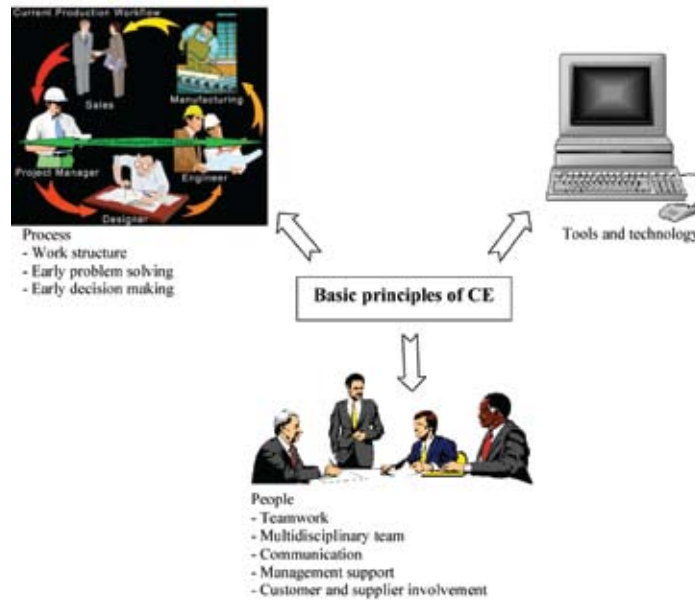 Current Production Workflow
Sales
Manufacturing
Project Manager
Engineer
Designer
Process
- Work structure
- Early problem solving
- Early decision making
Tools and technology
Basic principles of CE
People
- Teamwork
- Multidisciplinary team
- Communication
- Management support
- Customer and supplier involvement